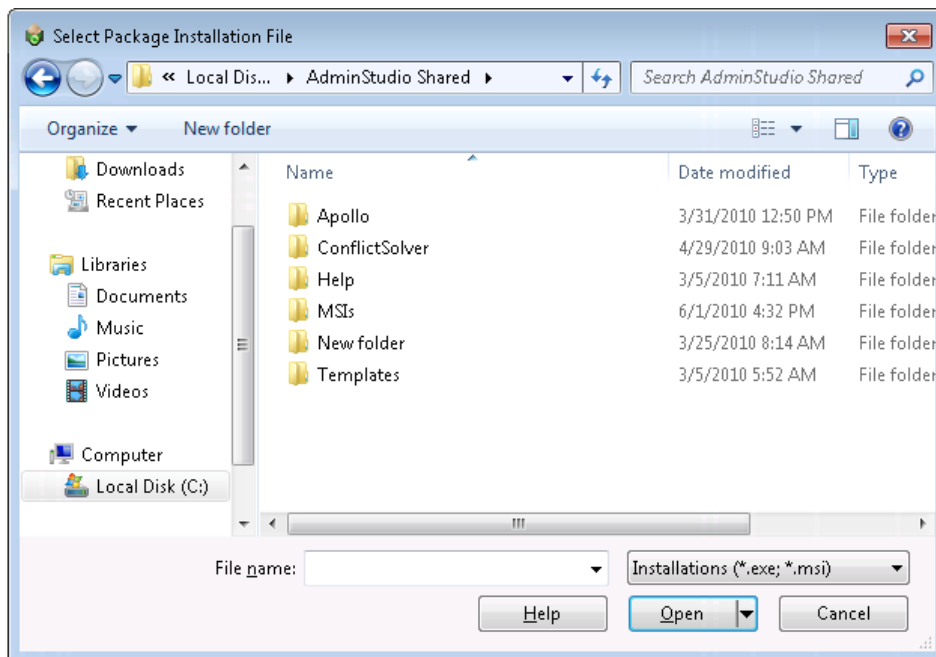 Select Package Installation File
« Local Dis... ▸ AdminStudio Shared ▸ Search AdminStudio Shared
Organize New folder
Downloads
Recent Places
Libraries
Documents
Music
Pictures
Videos
Computer
Local Disk (C:)
Name Date modified Type
Apollo 3/31/2010 12:50 PM File folder
ConflictSolver 4/29/2010 9:03 AM File folder
Help 3/5/2010 7:11 AM File folder
MSIs 6/1/2010 4:32 PM File folder
New folder 3/25/2010 8:14 AM File folder
Templates 3/5/2010 5:52 AM File folder
File name: Installations (*.exe; *.msi)
Help Open Cancel